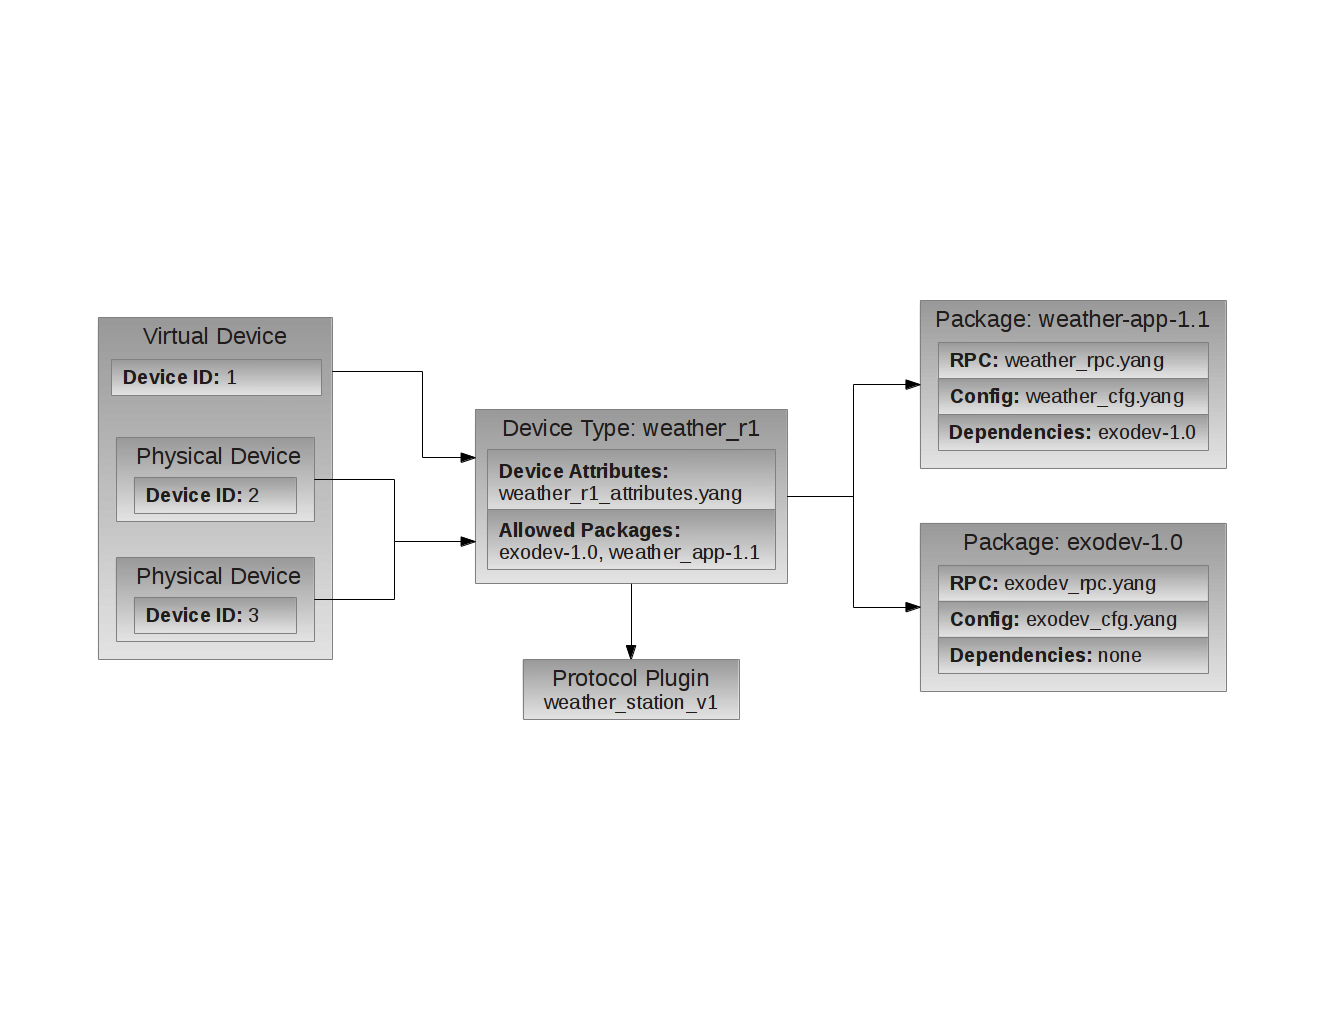 Virtual Device
Device ID: 1
Physical Device
Device ID: 2
Physical Device
Device ID: 3
Device Type: weather_r1
Device Attributes:
weather_r1_attributes.yang
Allowed Packages:
exodev-1.0, weather_app-1.1
Protocol Plugin
weather_station_v1
Package: weather-app-1.1
RPC: weather_rpc.yang
Config: weather_cfg.yang
Dependencies: exodev-1.0
Package: exodev-1.0
RPC: exodev_rpc.yang
Config: exodev_cfg.yang
Dependencies: none